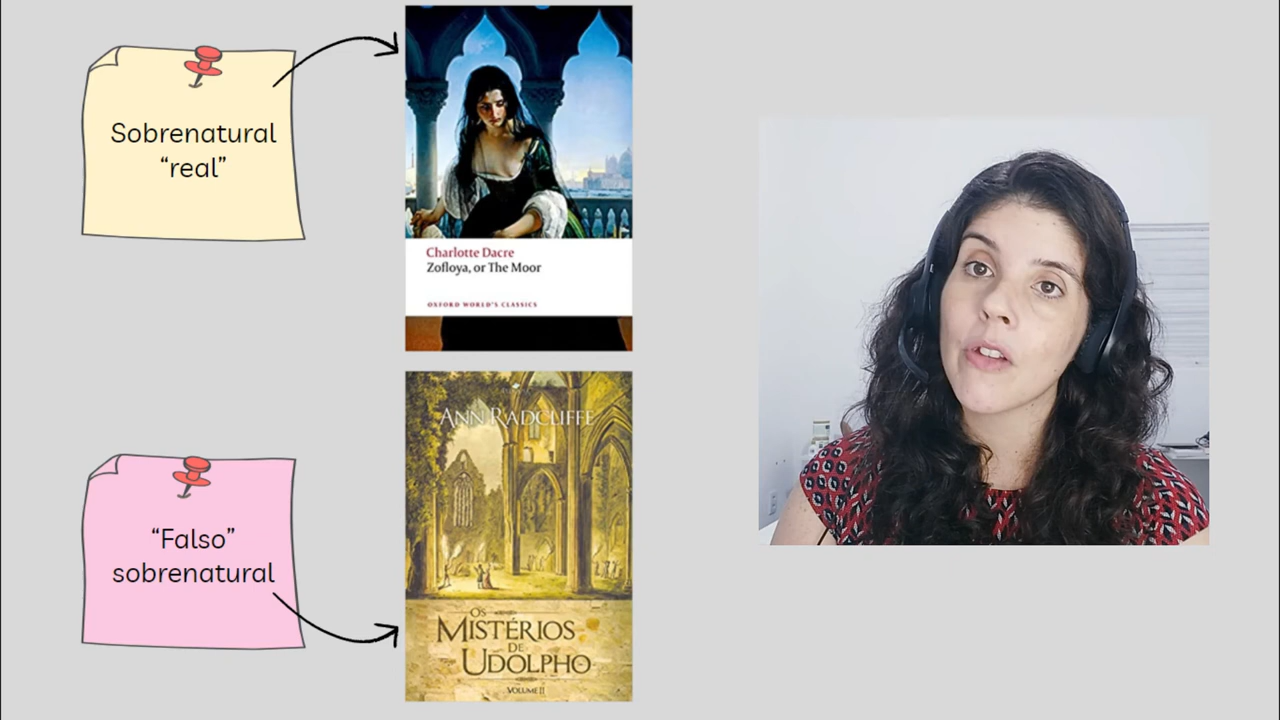 Sobrenatural
“real”
Charlotte Dacre
Zofloya, or The Moor
OXFORD WORLD'S CLASSICS
“Falso”
sobrenatural
ANN RADCLIFFE
OS
MISTÉRIOS
DE
UDOLPHO
VOLUME II